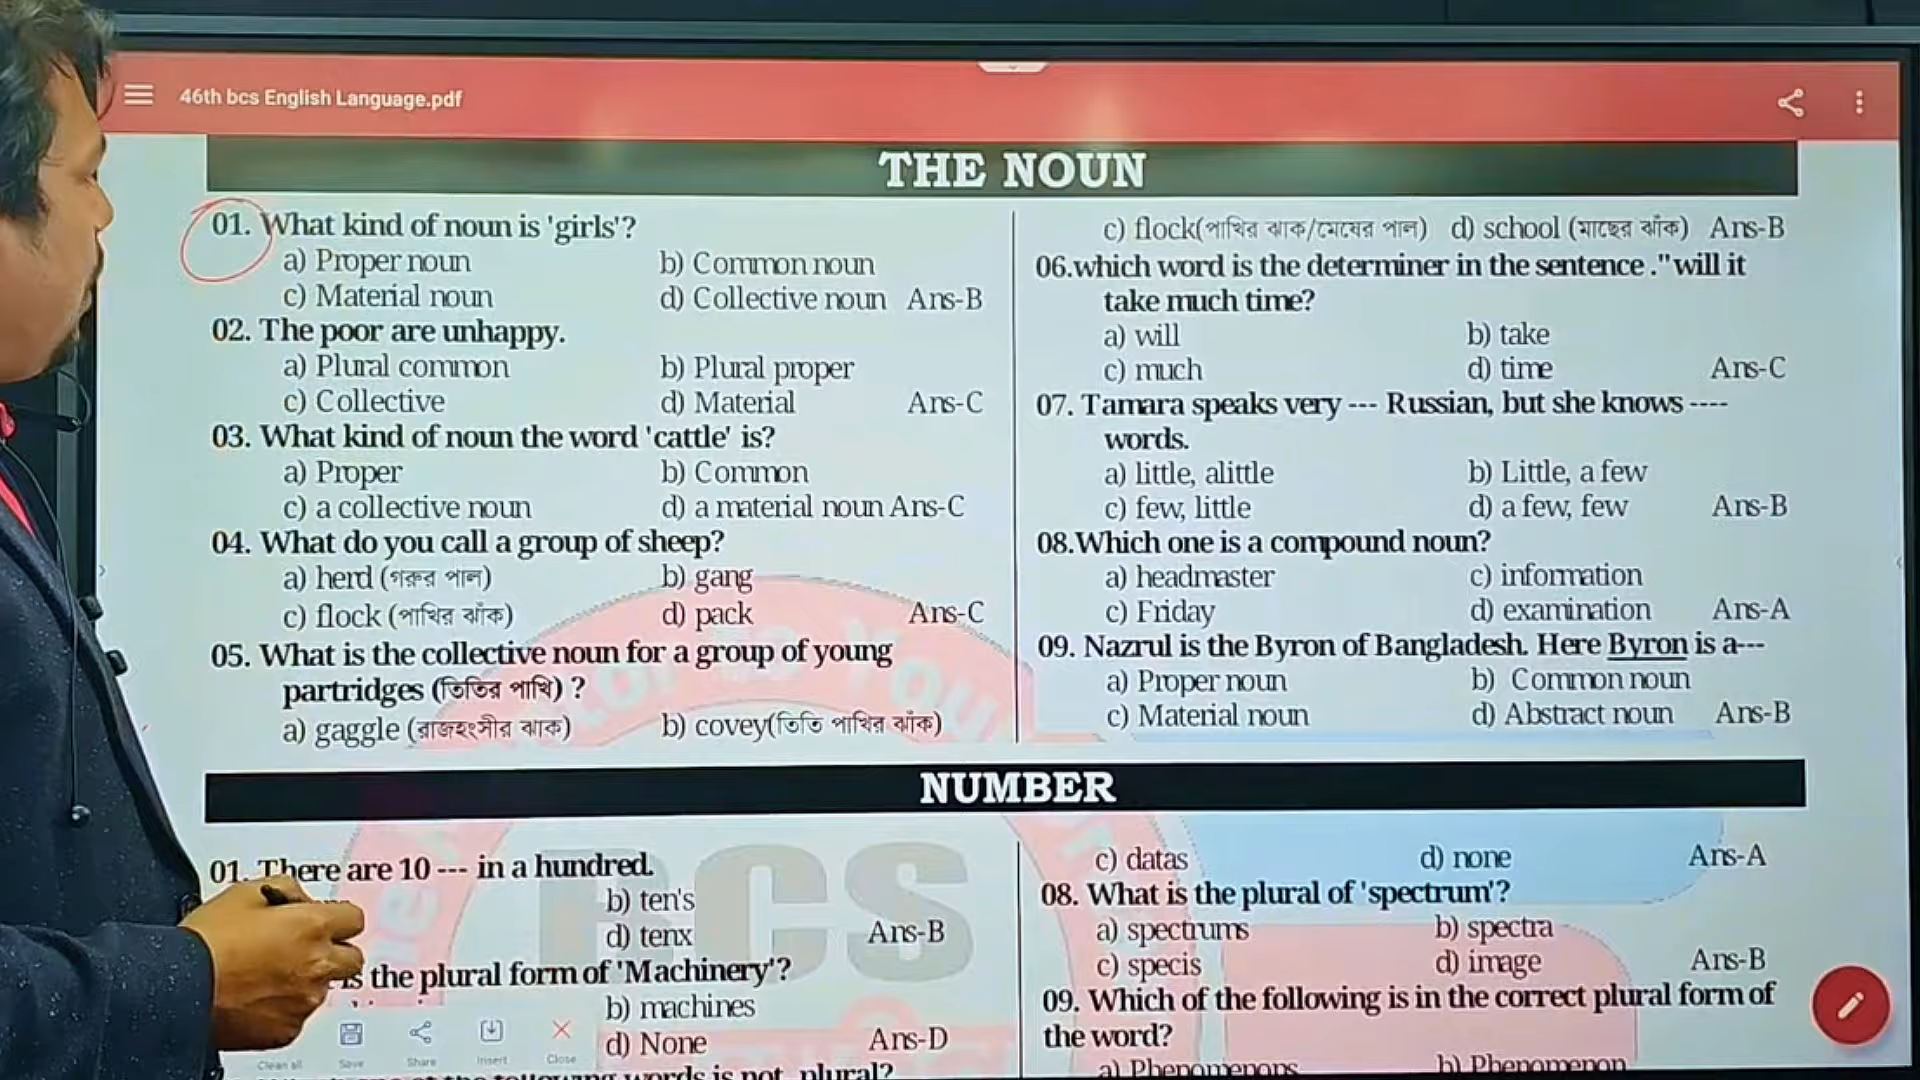 46th bcs English Language.pdf
THE NOUN
01. What kind of noun is 'girls'?
a) Proper noun b) Common noun
c) Material noun d) Collective noun Ans-B
02. The poor are unhappy.
a) Plural common b) Plural proper
c) Collective d) Material Ans-C
03. What kind of noun the word 'cattle' is?
a) Proper b) Common
c) a collective noun d) a material noun Ans-C
04. What do you call a group of sheep?
a) herd (গরুর পাল) b) gang
c) flock (পাখির ঝাঁক) d) pack Ans-C
05. What is the collective noun for a group of young
partridges (তিতির পাখি) ?
a) gaggle (রাজহংসীর ঝাক) b) covey(তিতি পাখির ঝাঁক)
c) flock(পাখির ঝাক/মেষের পাল) d) school (মাছের ঝাঁক) Ans-B
06.which word is the determiner in the sentence ."will it
take much time?
a) will b) take
c) much d) time Ans-C
07. Tamara speaks very --- Russian, but she knows ----
words.
a) little, alittle b) Little, a few
c) few, little d) a few, few Ans-B
08.Which one is a compound noun?
a) headmaster c) information
c) Friday d) examination Ans-A
09. Nazrul is the Byron of Bangladesh. Here Byron is a---
a) Proper noun b) Common noun
c) Material noun d) Abstract noun Ans-B
NUMBER
01. There are 10 --- in a hundred.
b) ten's
d) tenx Ans-B
is the plural form of 'Machinery'?
b) machines
d) None Ans-D
words is not plural?
c) datas d) none Ans-A
08. What is the plural of 'spectrum'?
a) spectrums b) spectra
c) specis d) image Ans-B
09. Which of the following is in the correct plural form of
the word?
a) Phenomenons b) Phenomenon
BCS
Clean all Save Share Insert Close